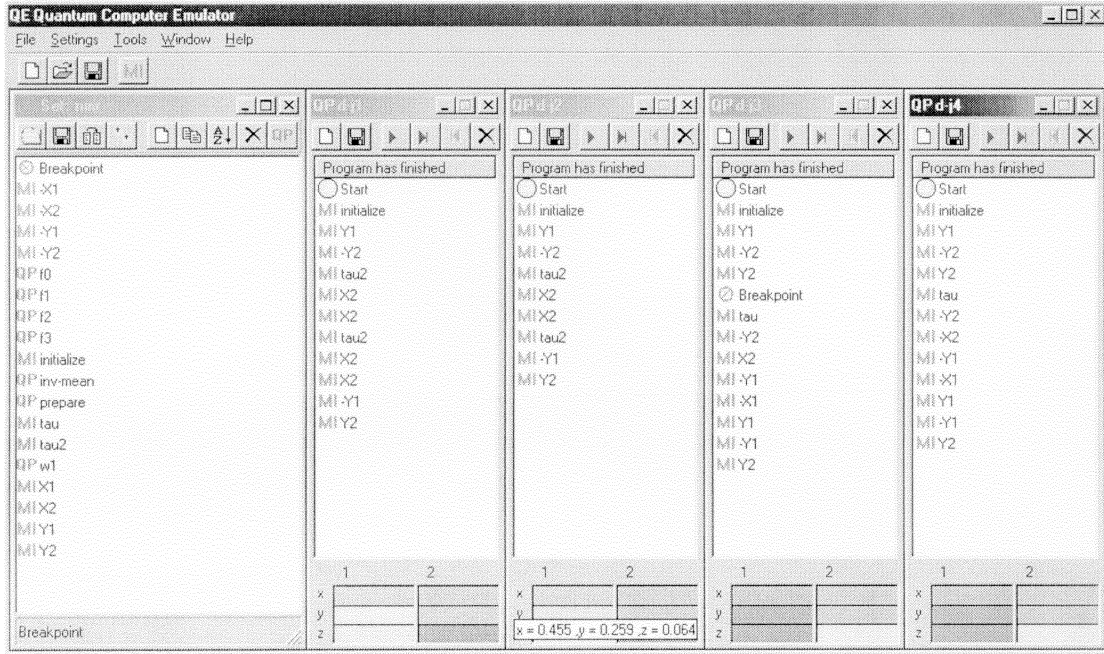 QE Quantum Computer Emulator
File Settings Tools Window Help
MI
QP
Breakpoint
MI -X1
MI -X2
MI -Y1
MI -Y2
QP f0
QP f1
QP f2
QP f3
MI initialize
QP inv-mean
QP prepare
MI tau
MI tau2
QP w1
MI X1
MI X2
MI Y1
MI Y2
Breakpoint
QP d-j1
Program has finished
Start
MI initialize
MI Y1
MI -Y2
MI tau2
MI X2
MI X2
MI tau2
MI X2
MI X2
MI -Y1
MI Y2
1 2
x
y
z
QP d-j2
Program has finished
Start
MI initialize
MI Y1
MI -Y2
MI tau2
MI X2
MI X2
MI tau2
MI -Y1
MI Y2
1 2
x
y
x = 0.455 ,y = 0.259 ,z = 0.064
QP d-j3
Program has finished
Start
MI initialize
MI Y1
MI -Y2
MI Y2
Breakpoint
MI tau
MI -Y2
MI X2
MI -Y1
MI -X1
MI Y1
MI -Y1
MI Y2
1 2
x
y
z
QP d-j4
Program has finished
Start
MI initialize
MI Y1
MI -Y2
MI Y2
MI tau
MI -Y2
MI -X2
MI -Y1
MI -X1
MI Y1
MI -Y1
MI Y2
1 2
x
y
z